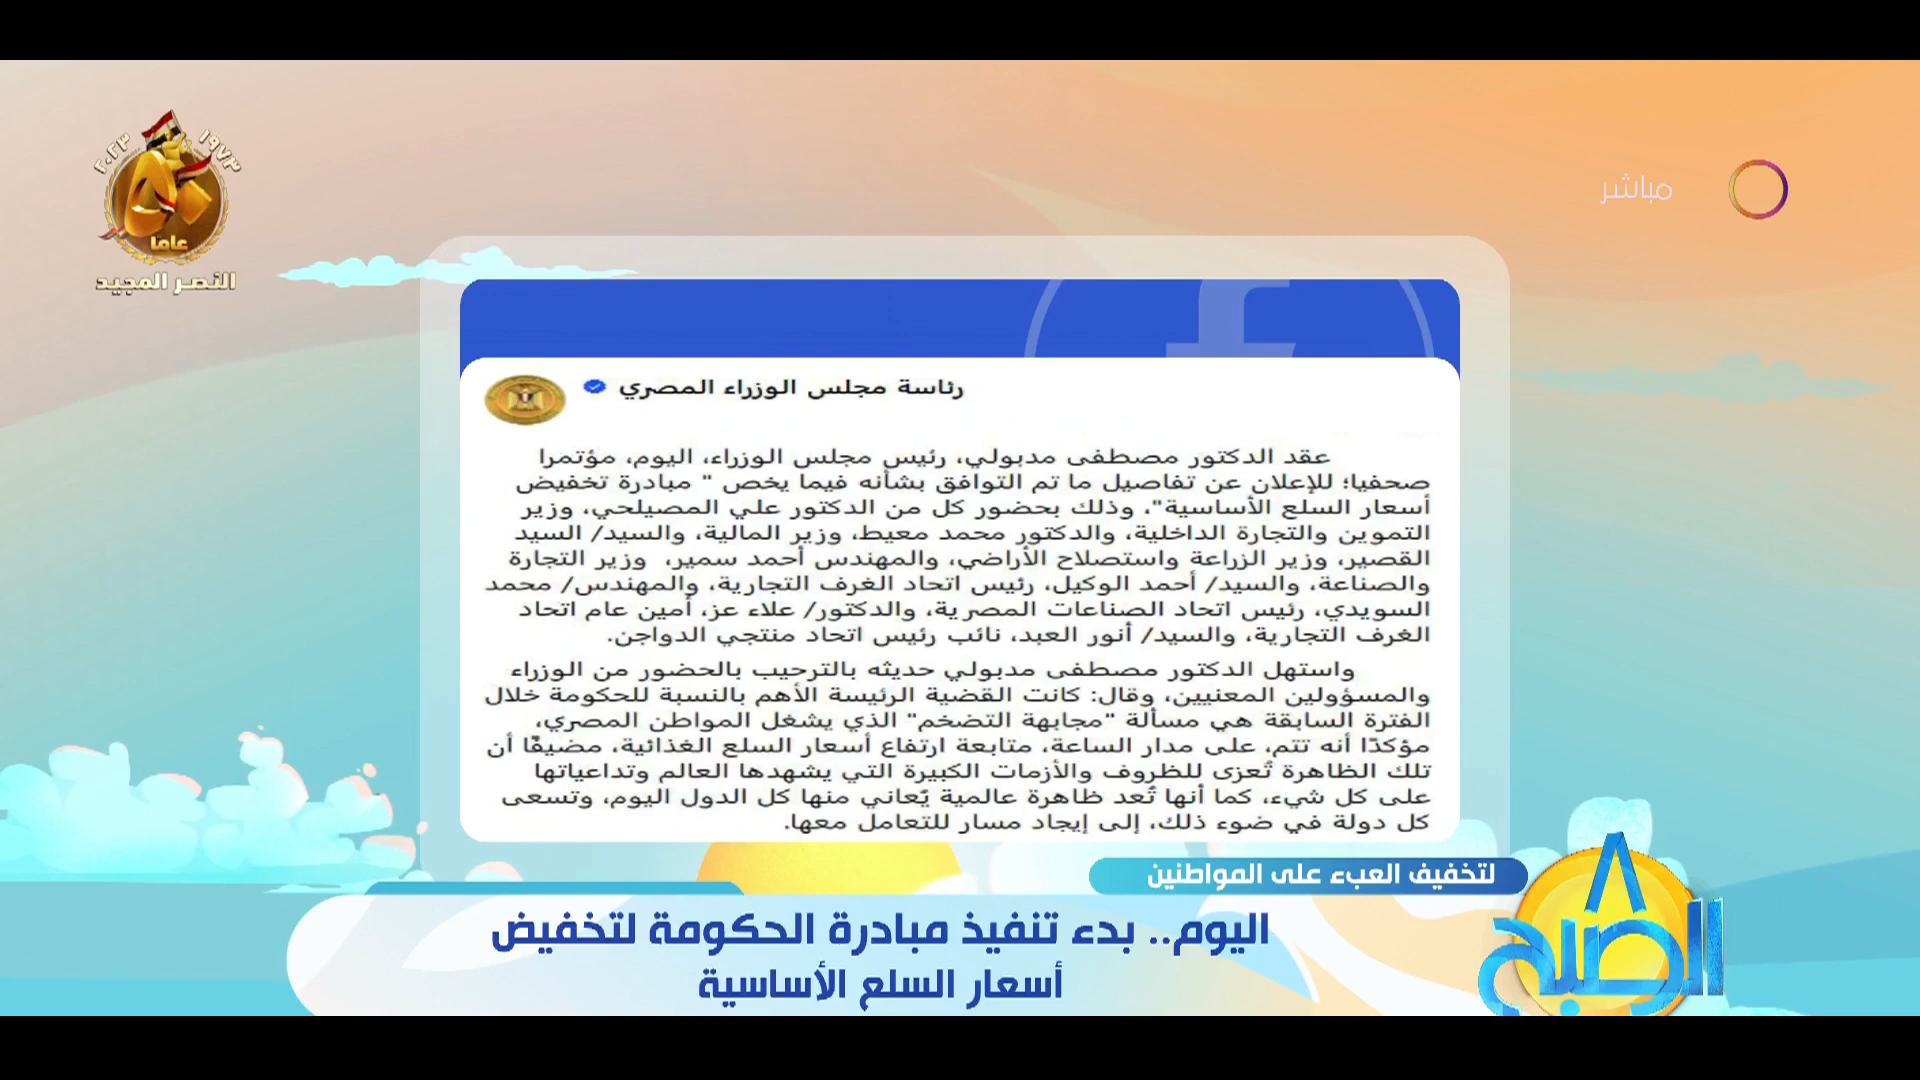 ١٩٧٣
٢٠٢٣
٥٠
عاما
النصر المجيد
مباشر
رئاسة مجلس الوزراء المصري
عقد الدكتور مصطفى مدبولي، رئيس مجلس الوزراء، اليوم، مؤتمرا
صحفيا؛ للإعلان عن تفاصيل ما تم التوافق بشأنه فيما يخص " مبادرة تخفيض
أسعار السلع الأساسية"، وذلك بحضور كل من الدكتور علي المصيلحي، وزير
التموين والتجارة الداخلية، والدكتور محمد معيط، وزير المالية، والسيد/ السيد
القصير، وزير الزراعة واستصلاح الأراضي، والمهندس أحمد سمير، وزير التجارة
والصناعة، والسيد/ أحمد الوكيل، رئيس اتحاد الغرف التجارية، والمهندس/ محمد
السويدي، رئيس اتحاد الصناعات المصرية، والدكتور/ علاء عز، أمين عام اتحاد
الغرف التجارية، والسيد/ أنور العبد، نائب رئيس اتحاد منتجي الدواجن.
واستهل الدكتور مصطفى مدبولي حديثه بالترحيب بالحضور من الوزراء
والمسؤولين المعنيين، وقال: كانت القضية الرئيسة الأهم بالنسبة للحكومة خلال
الفترة السابقة هي مسألة "مجابهة التضخم" الذي يشغل المواطن المصري،
مؤكدًا أنه تتم، على مدار الساعة، متابعة ارتفاع أسعار السلع الغذائية، مضيفًا أن
تلك الظاهرة تُعزى للظروف والأزمات الكبيرة التي يشهدها العالم وتداعياتها
على كل شيء، كما أنها تُعد ظاهرة عالمية يُعاني منها كل الدول اليوم، وتسعى
كل دولة في ضوء ذلك، إلى إيجاد مسار للتعامل معها.
لتخفيف العبء على المواطنين
اليوم.. بدء تنفيذ مبادرة الحكومة لتخفيض
أسعار السلع الأساسية
٨
الصبح